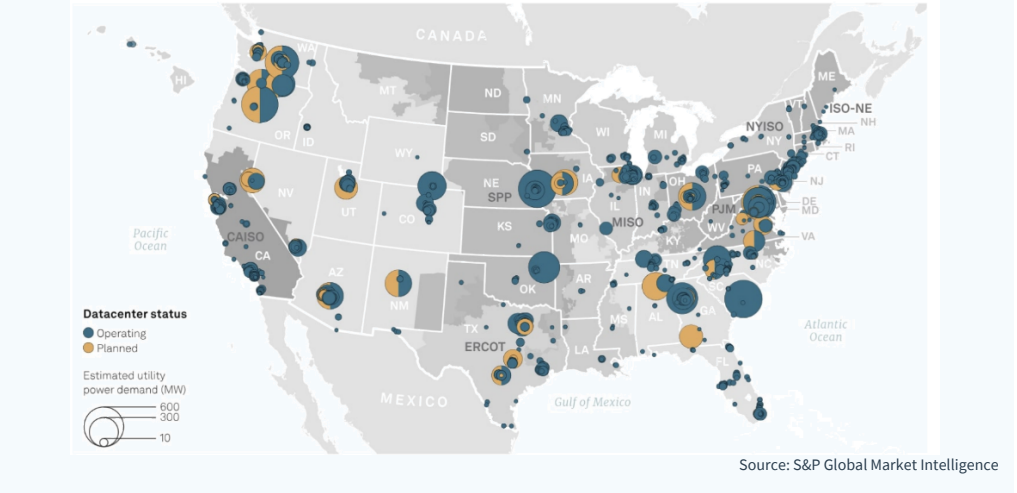 CANADA
WA
ME
MT
ND
MN
VT
ISO-NE
NH
NYISO
MA
OR
ID
SD
WI
MI
NY
RI
CT
WY
PA
NV
UT
NE
SPP
IA
IN
OH
NJ
CO
IL
PJM
DE
MD
WV
HI
KS
MO
MISO
KY
VA
Pacific
Ocean
CAISO
CA
AZ
NM
OK
AR
TN
NC
SC
MS
AL
GA
TX
ERCOT
LA
FL
Atlantic
Ocean
MEXICO
Gulf of Mexico
Datacenter status
Operating
Planned
Estimated utility
power demand (MW)
600
300
10
Source: S&P Global Market Intelligence